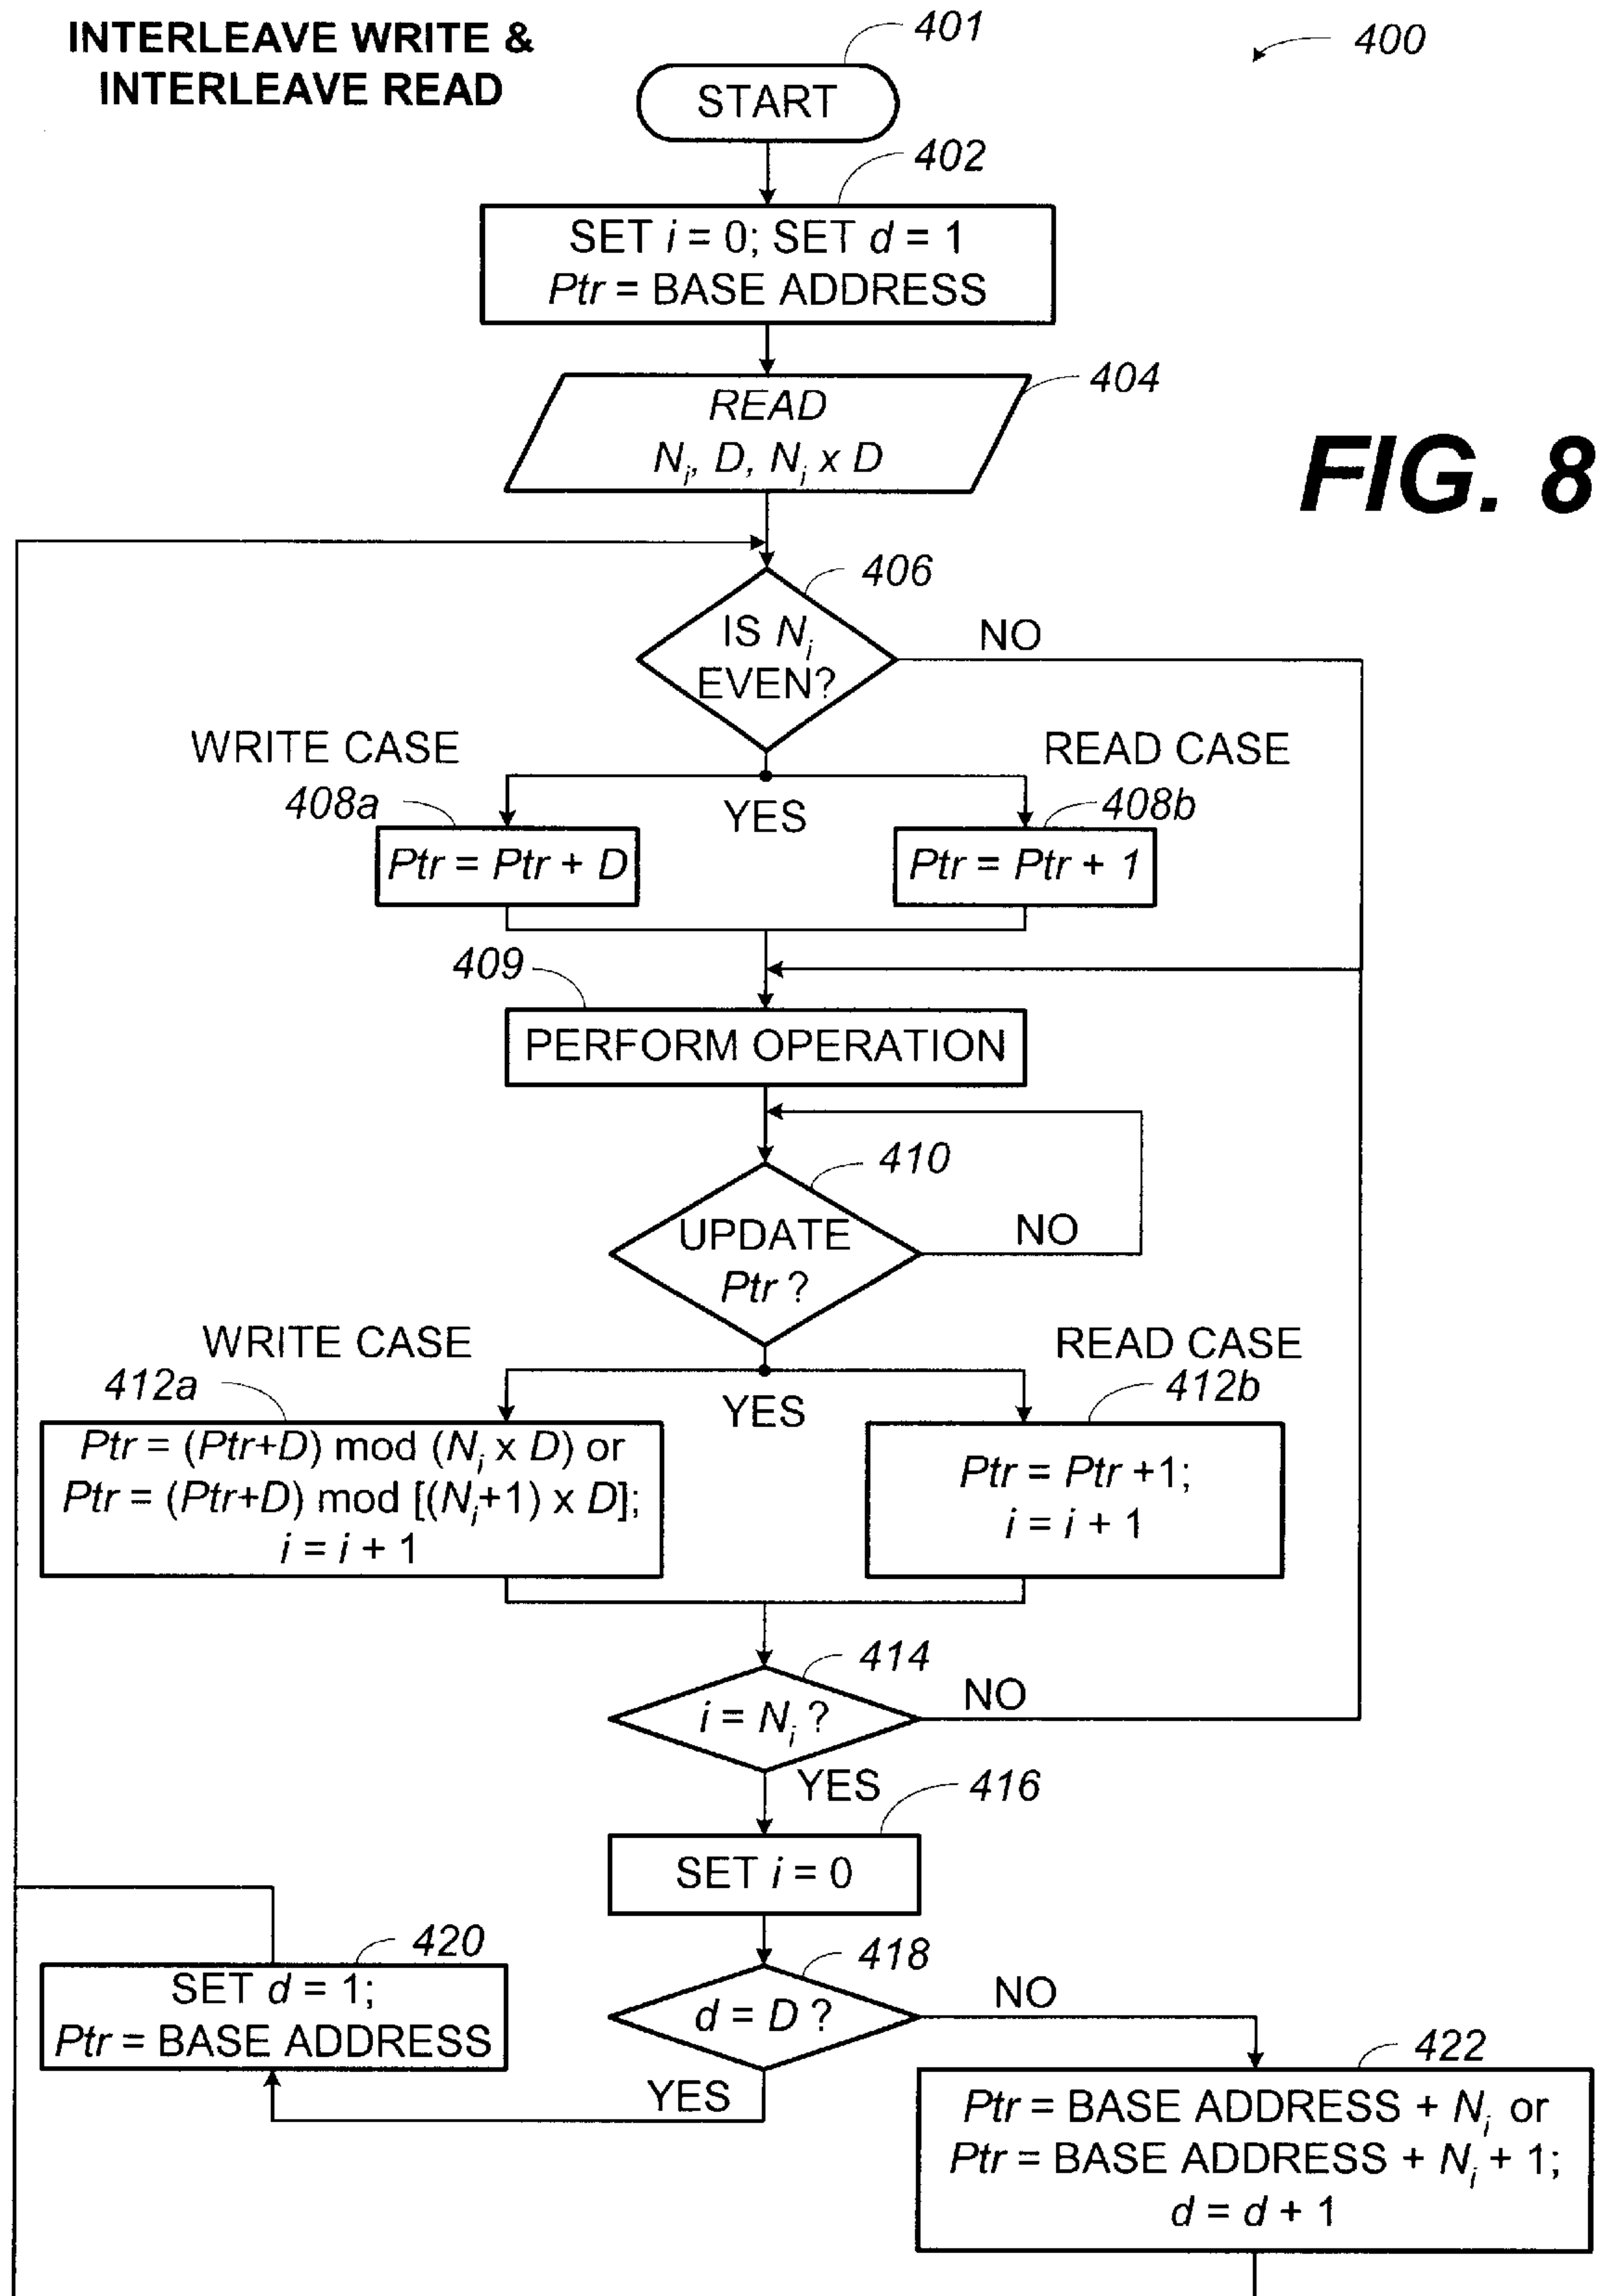 INTERLEAVE WRITE &
INTERLEAVE READ
400
401
START
402
SET i = 0; SET d = 1
Ptr = BASE ADDRESS
404
READ
Ni, D, Ni x D
FIG. 8
406
IS Ni
EVEN?
NO
WRITE CASE
READ CASE
408a
YES
408b
Ptr = Ptr + D
Ptr = Ptr + 1
409
PERFORM OPERATION
410
UPDATE
Ptr ?
NO
WRITE CASE
READ CASE
412a
YES
412b
Ptr = (Ptr+D) mod (Ni x D) or
Ptr = (Ptr+D) mod [(Ni+1) x D];
i = i + 1
Ptr = Ptr +1;
i = i + 1
414
i = Ni ?
NO
YES
416
SET i = 0
420
SET d = 1;
Ptr = BASE ADDRESS
418
d = D ?
NO
YES
422
Ptr = BASE ADDRESS + Ni or
Ptr = BASE ADDRESS + Ni + 1;
d = d + 1